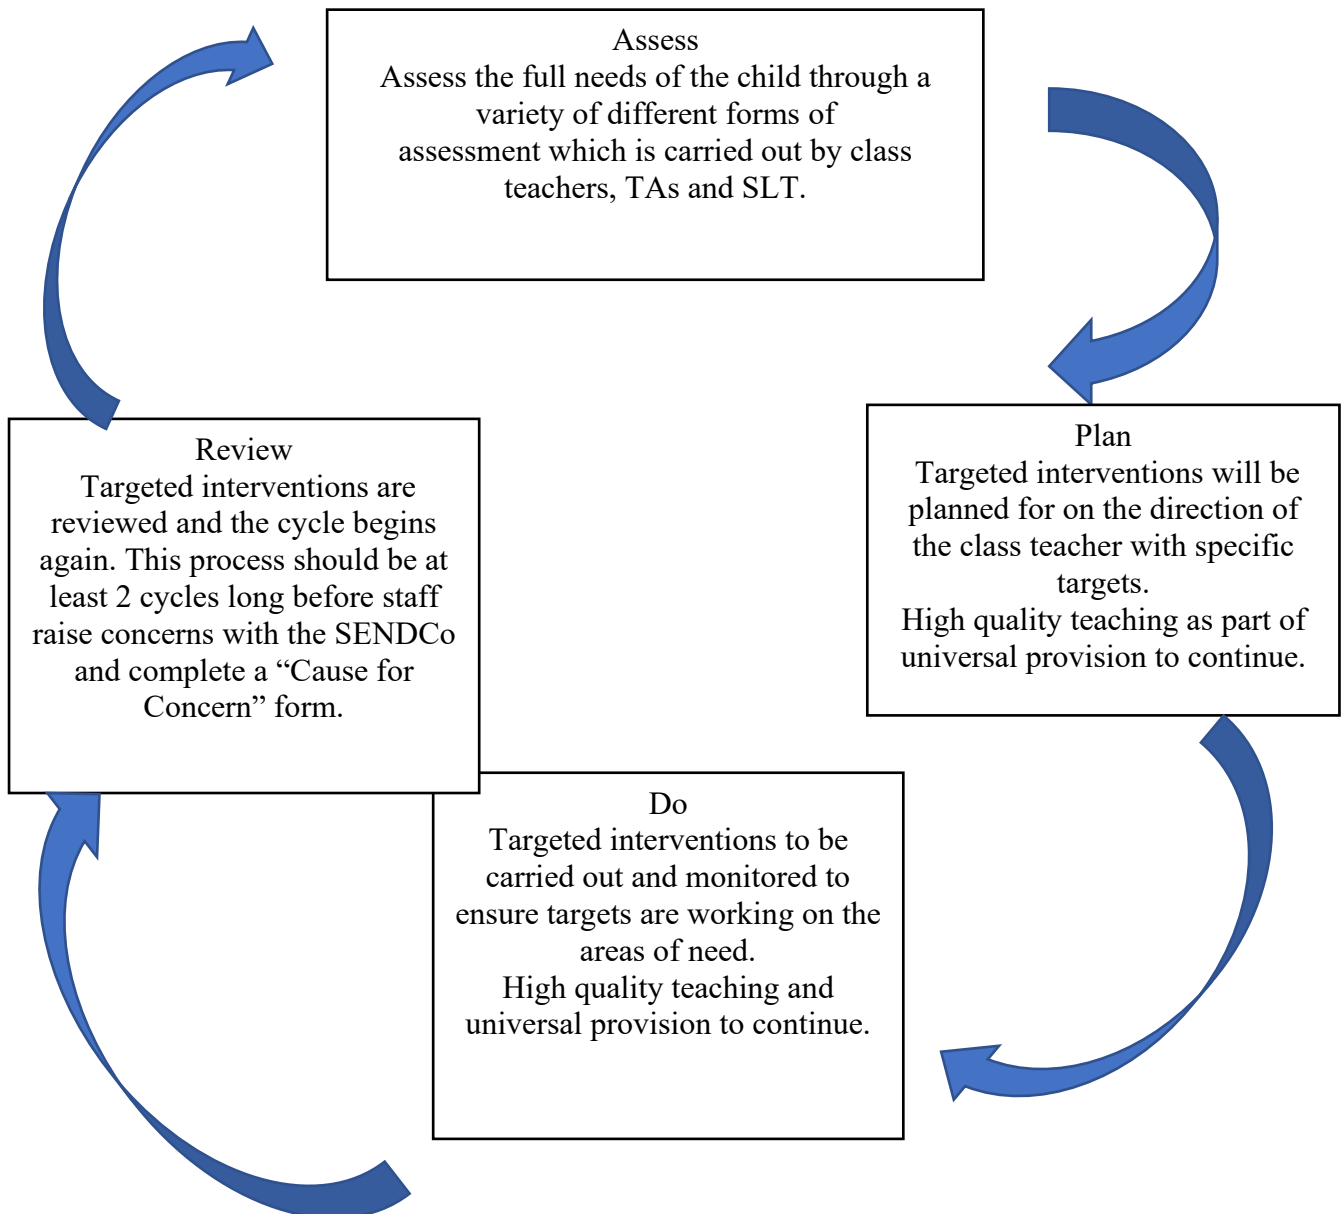 Assess
Assess the full needs of the child through a
variety of different forms of
assessment which is carried out by class
teachers, TAs and SLT.
Plan
Targeted interventions will be
planned for on the direction of
the class teacher with specific
targets.
High quality teaching as part of
universal provision to continue.
Do
Targeted interventions to be
carried out and monitored to
ensure targets are working on the
areas of need.
High quality teaching and
universal provision to continue.
Review
Targeted interventions are
reviewed and the cycle begins
again. This process should be at
least 2 cycles long before staff
raise concerns with the SENDCo
and complete a “Cause for
Concern” form.